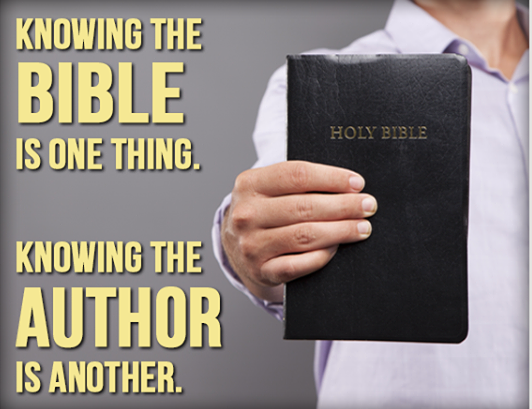 KNOWING THE
BIBLE
IS ONE THING.
KNOWING THE
AUTHOR
IS ANOTHER.
HOLY BIBLE